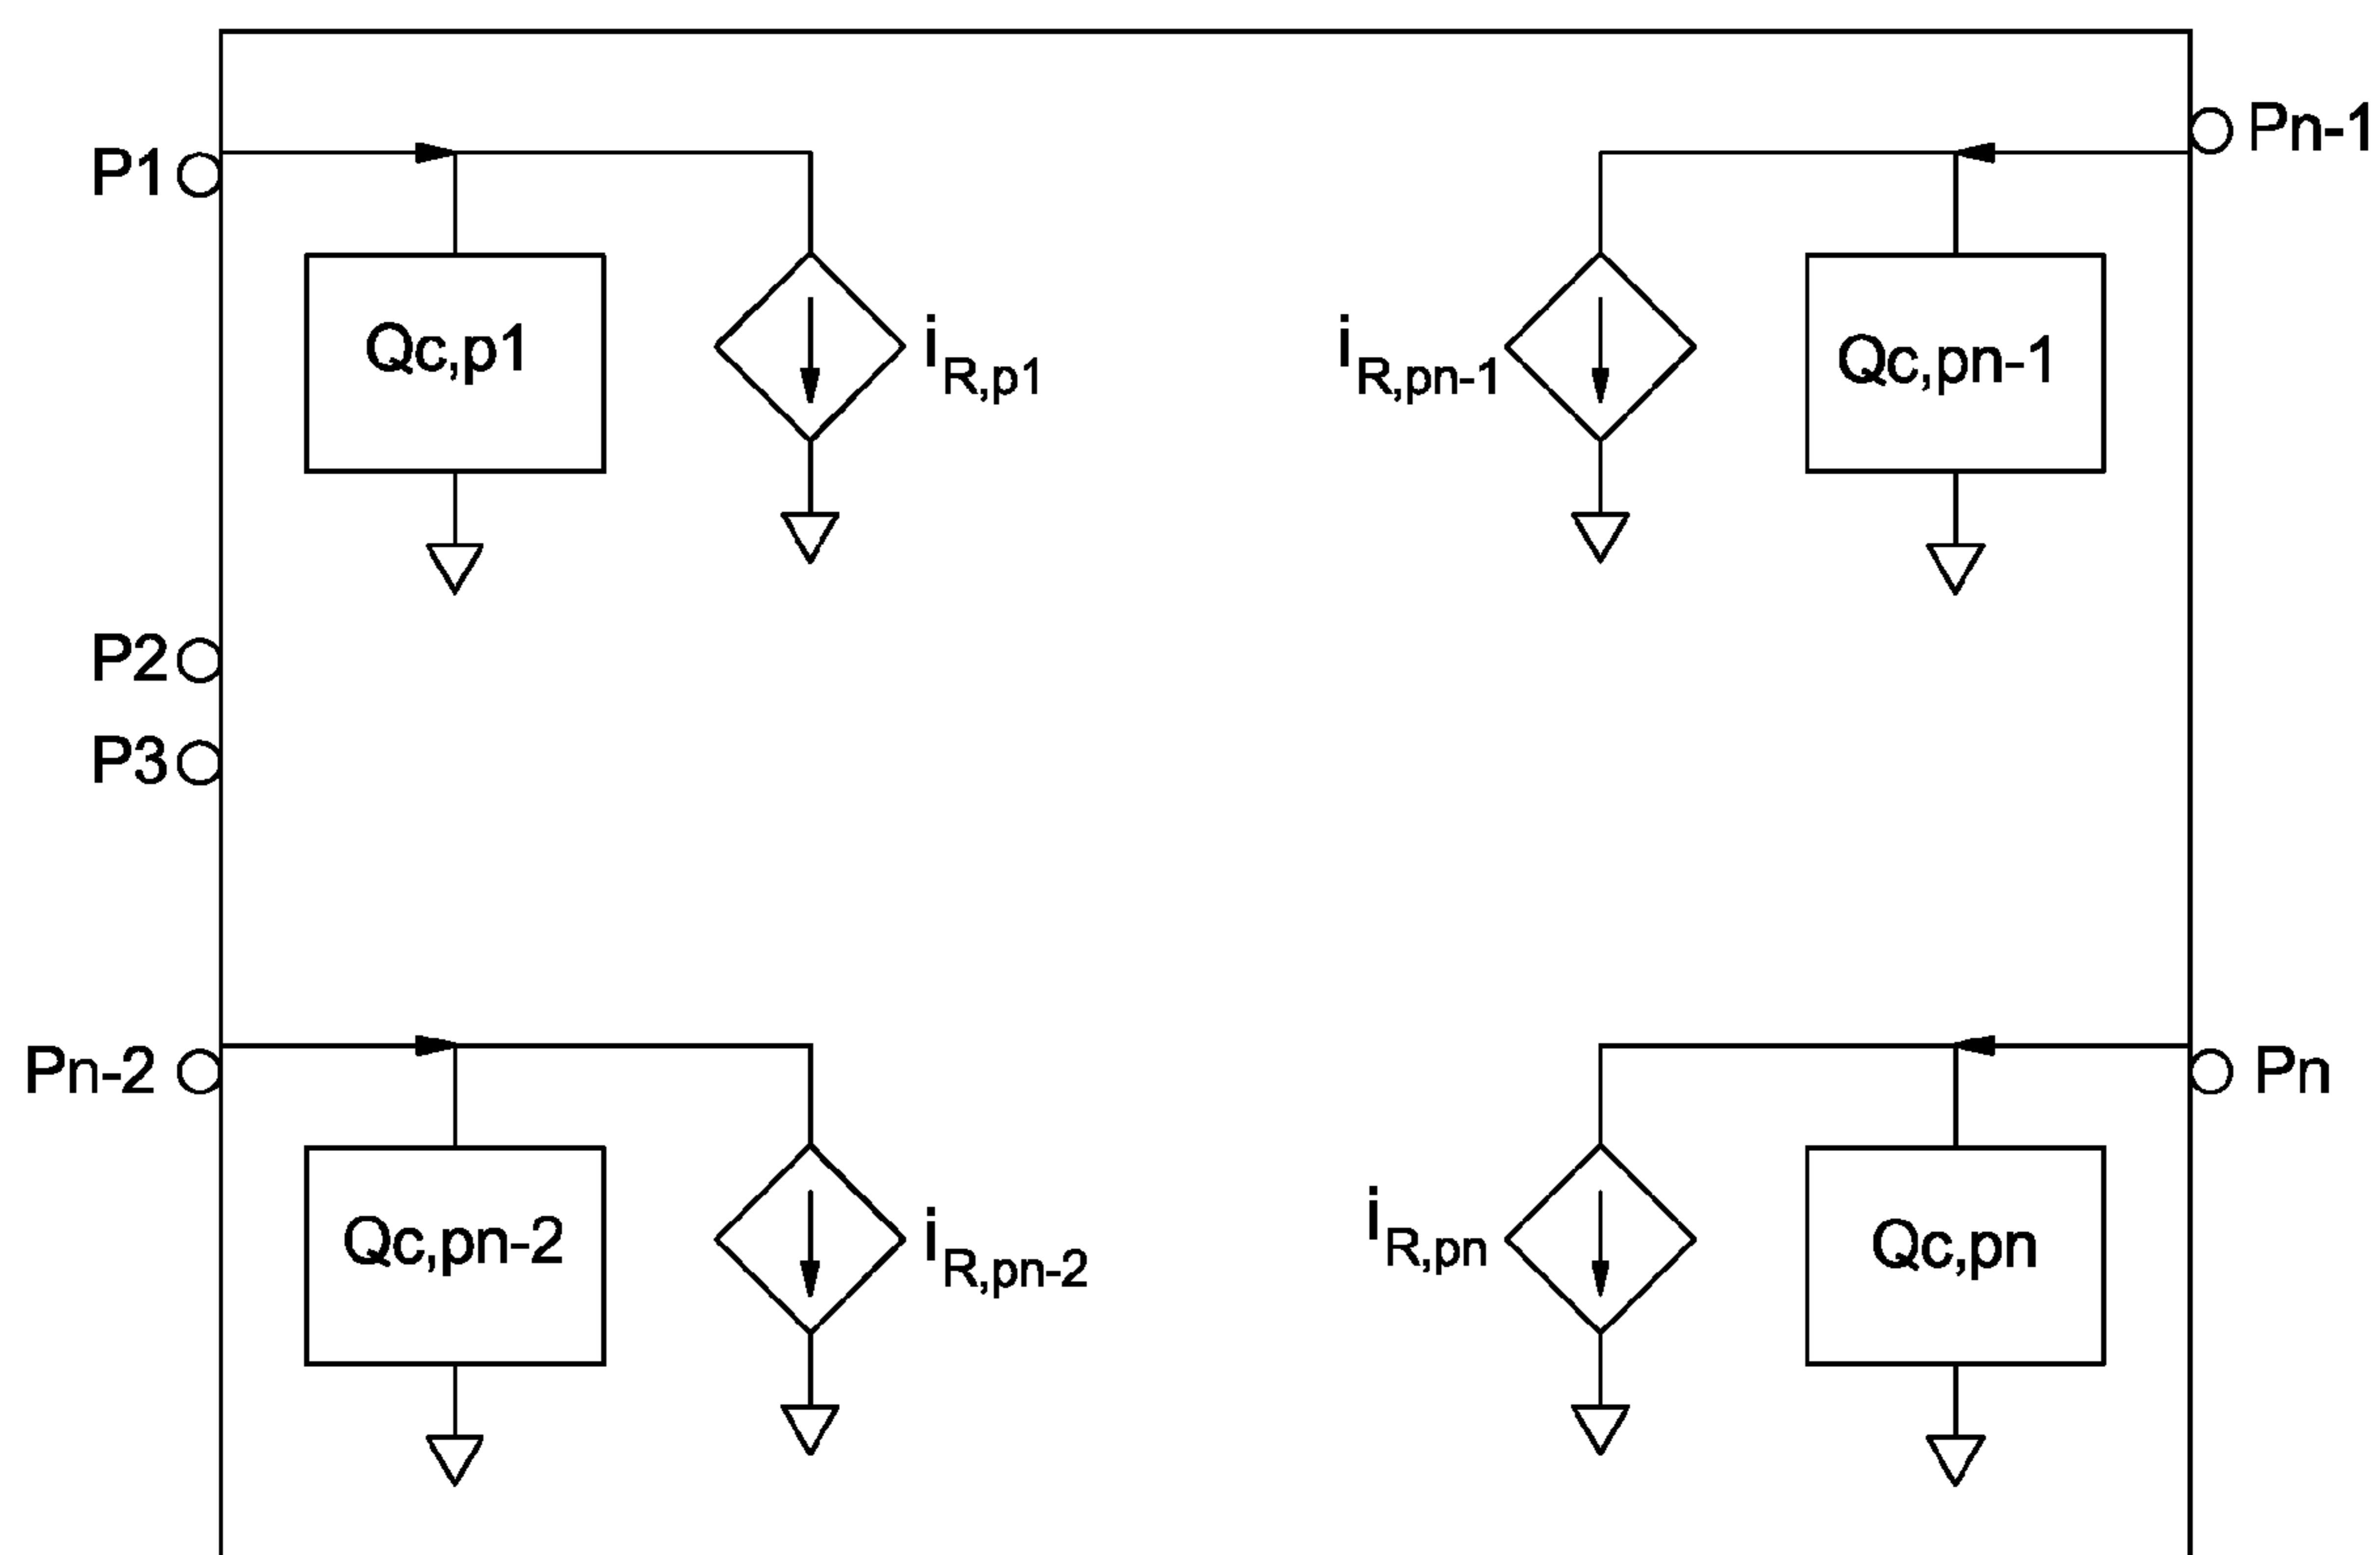 P1
Pn-1
Qc,p1
iR,p1
iR,pn-1
Qc,pn-1
P2
P3
Pn-2
Pn
Qc,pn-2
iR,pn-2
iR,pn
Qc,pn